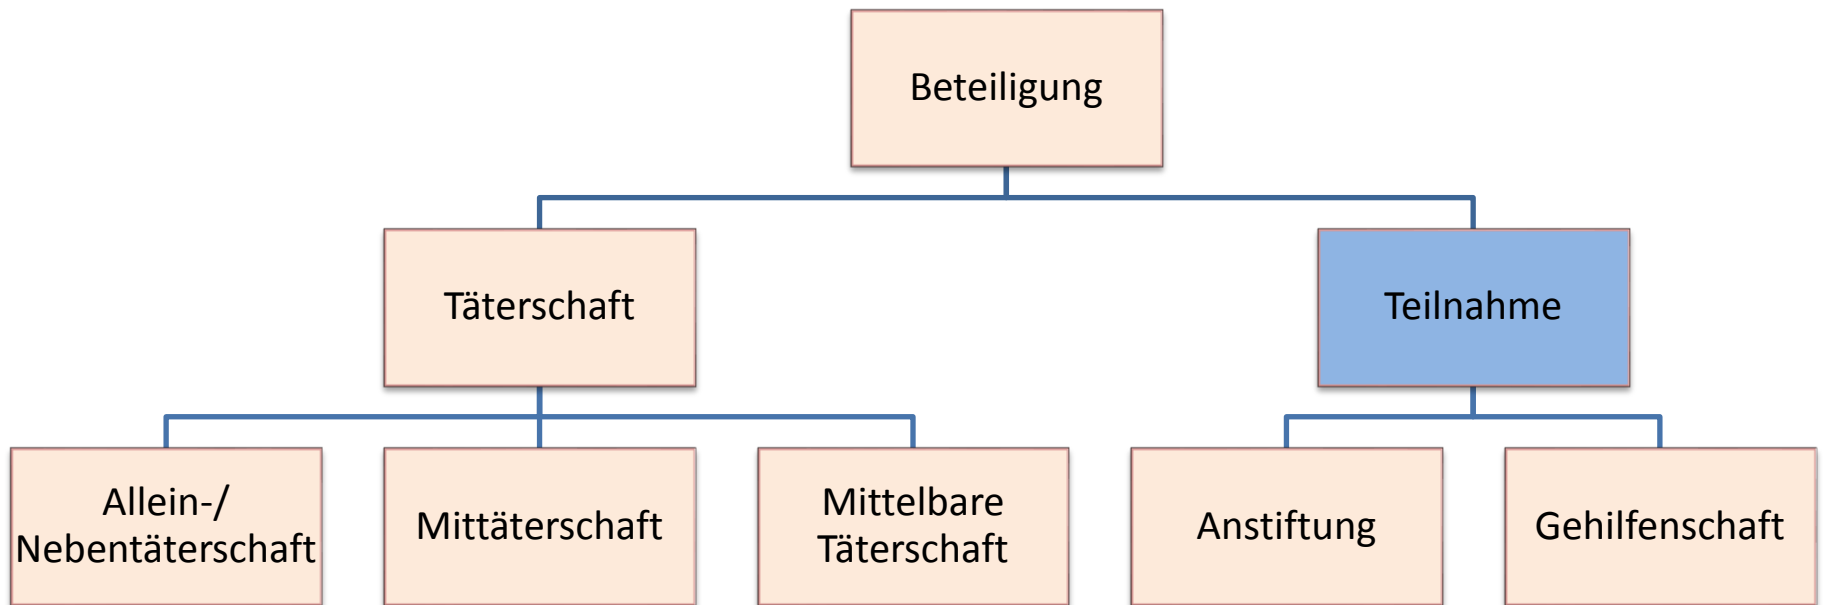 Beteiligung
Täterschaft
Teilnahme
Allein-/
Nebentäterschaft
Mittäterschaft
Mittelbare
Täterschaft
Anstiftung
Gehilfenschaft